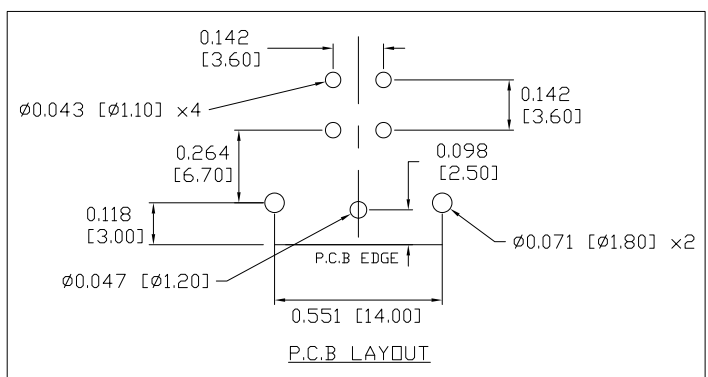 0.142
[3.60]
Ø0.043 [Ø1.10] x4
0.142
[3.60]
0.264
[6.70]
0.098
[2.50]
0.118
[3.00]
Ø0.071 [Ø1.80] x2
P.C.B EDGE
Ø0.047 [Ø1.20]
0.551 [14.00]
P.C.B LAYOUT